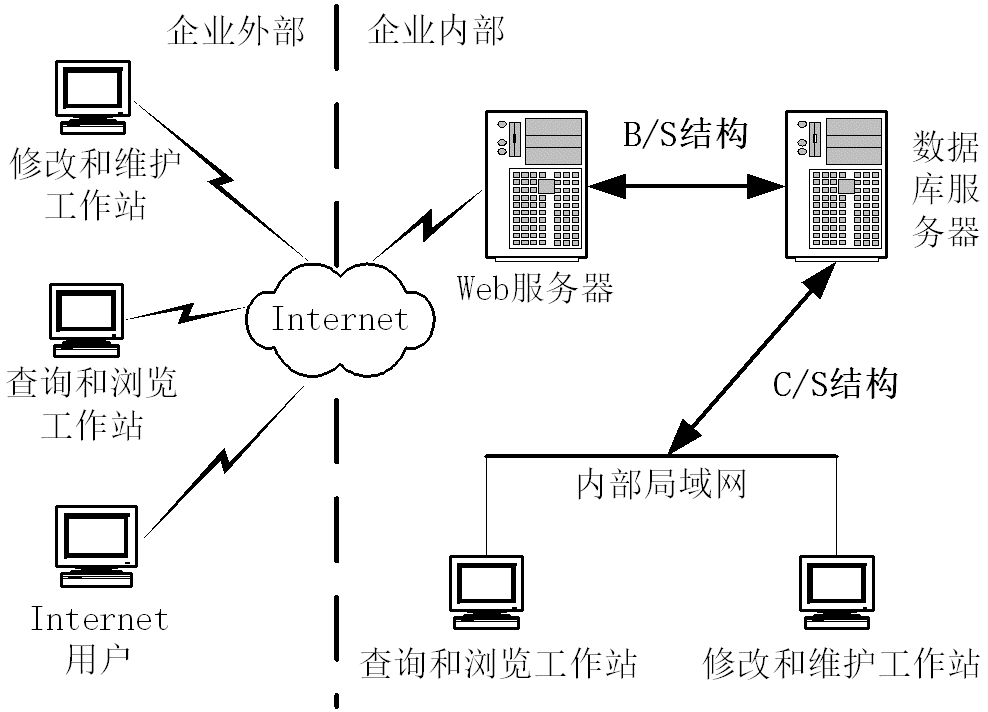 企业外部
企业内部
修改和维护
工作站
B/S结构
数据
库服
务器
Web服务器
Internet
查询和浏览
工作站
C/S结构
内部局域网
Internet
用户
查询和浏览工作站
修改和维护工作站